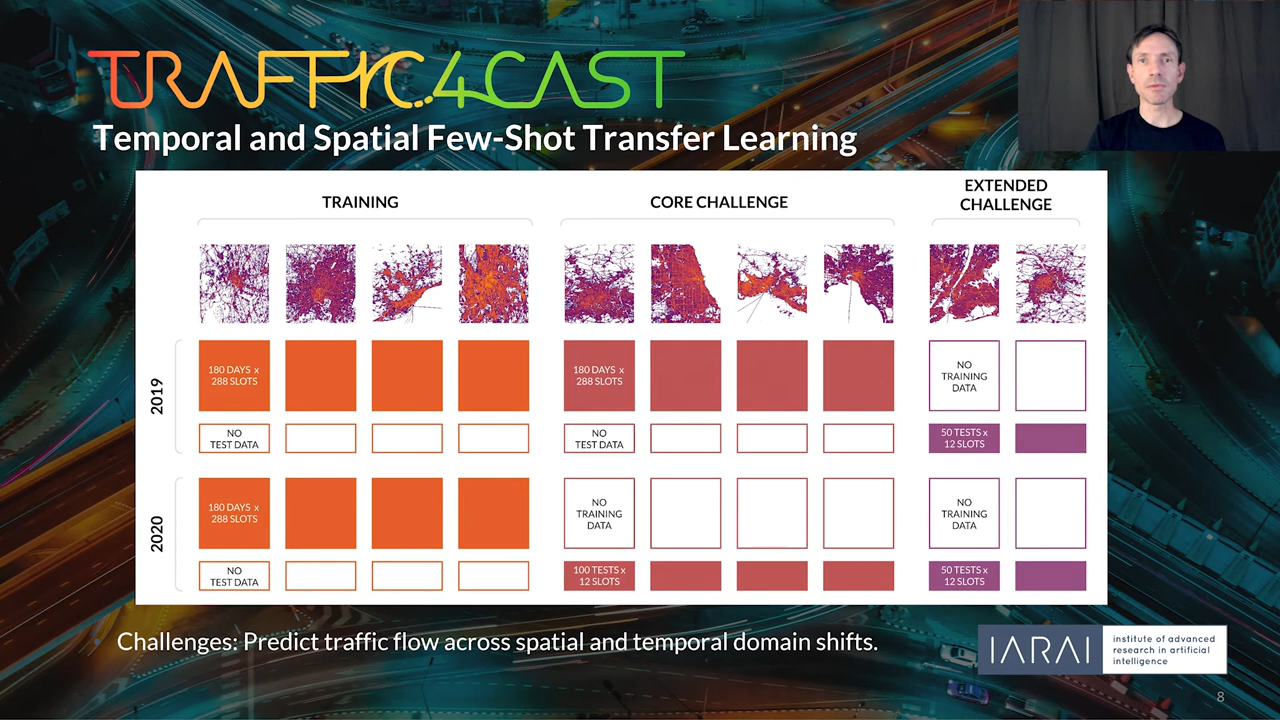 TRAFFIC4CAST
Temporal and Spatial Few-Shot Transfer Learning
TRAINING
CORE CHALLENGE
EXTENDED
CHALLENGE
2019
180 DAYS x
288 SLOTS
180 DAYS x
288 SLOTS
NO
TRAINING
DATA
NO
TEST DATA
NO
TEST DATA
50 TESTS x
12 SLOTS
2020
180 DAYS x
288 SLOTS
NO
TRAINING
DATA
NO
TRAINING
DATA
NO
TEST DATA
100 TESTS x
12 SLOTS
50 TESTS x
12 SLOTS
Challenges: Predict traffic flow across spatial and temporal domain shifts.
IARAI
institute of advanced
research in artificial
intelligence
8